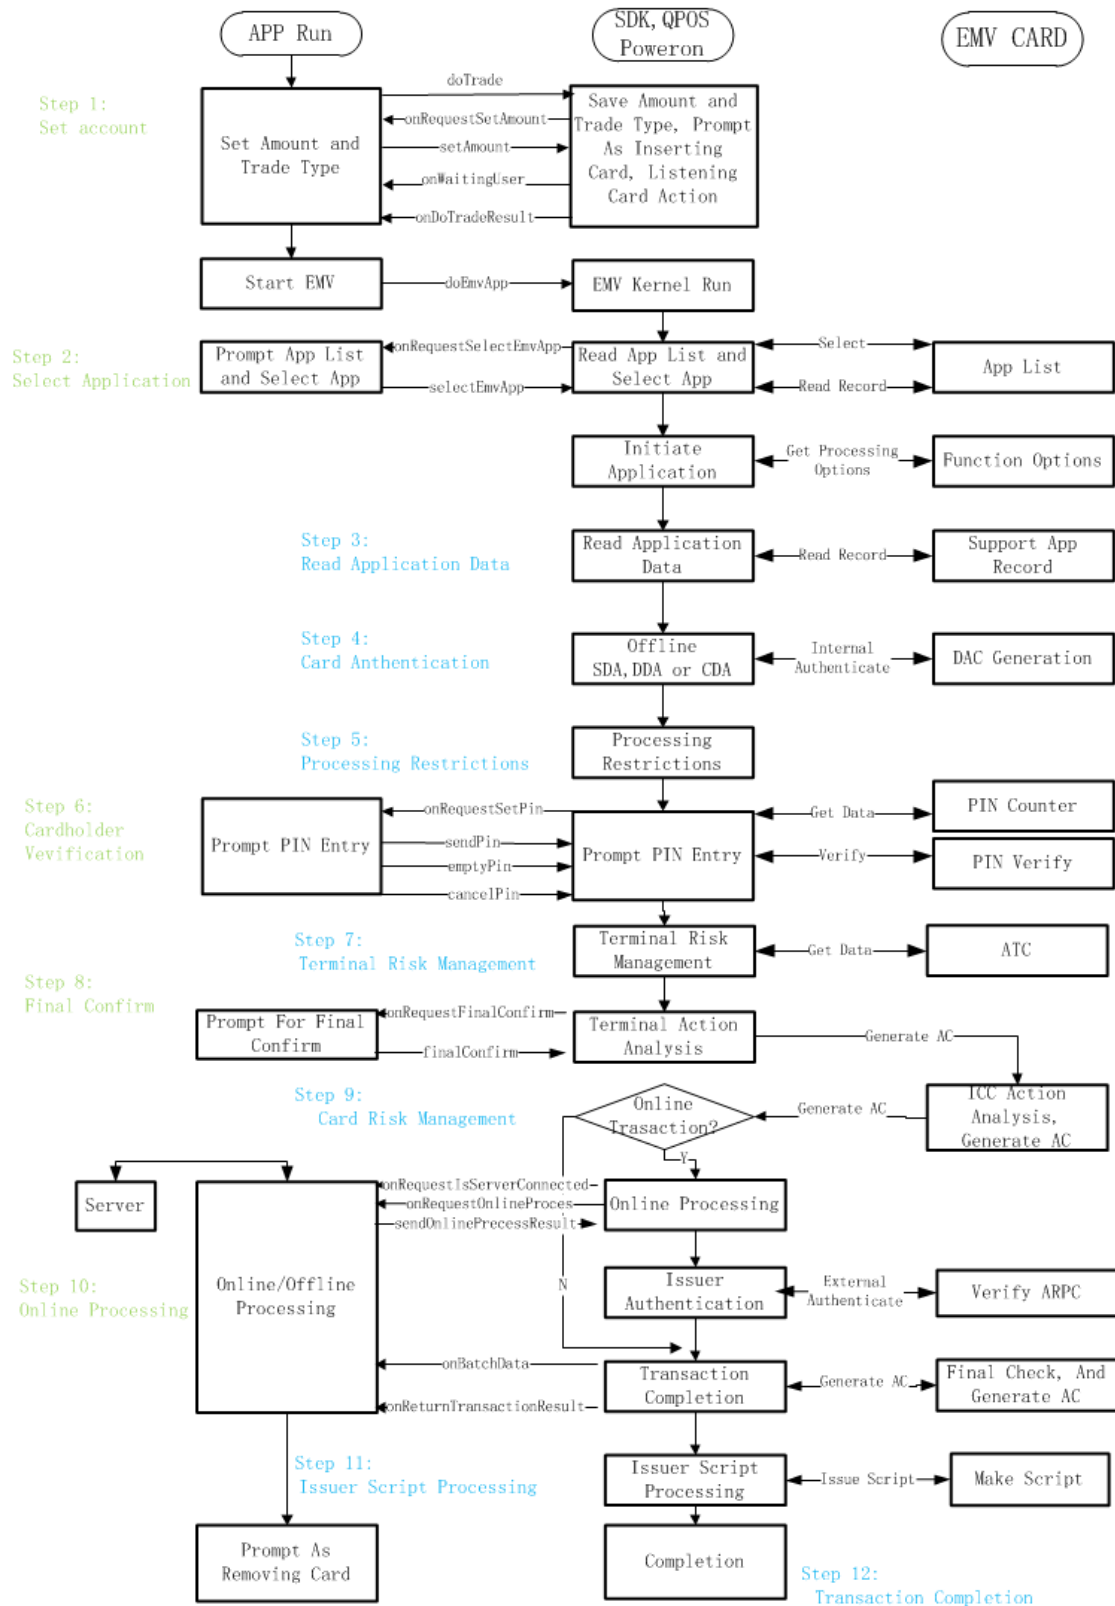 APP Run
SDK,QPOS
Poweron
EMV CARD
Step 1:
Set account
Set Amount and
Trade Type
doTrade
onRequestSetAmount
setAmount
onWaitingUser
onDoTradeResult
Save Amount and
Trade Type, Prompt
As Inserting
Card, Listening
Card Action
Start EMV
doEmvApp
EMV Kernel Run
Step 2:
Select Application
Prompt App List
and Select App
onRequestSelectEmvApp
selectEmvApp
Read App List and
Select App
Select
Read Record
App List
Initiate
Application
Get Processing
Options
Function Options
Step 3:
Read Application Data
Read Application
Data
Read Record
Support App
Record
Step 4:
Card Anthentication
Offline
SDA,DDA or CDA
Internal
Authenticate
DAC Generation
Step 5:
Processing Restrictions
Processing
Restrictions
Step 6:
Cardholder
Vevification
Prompt PIN Entry
onRequestSetPin
sendPin
emptyPin
cancelPin
Prompt PIN Entry
Get Data
Verify
PIN Counter
PIN Verify
Step 7:
Terminal Risk Management
Terminal Risk
Management
Get Data
ATC
Step 8:
Final Confirm
Prompt For Final
Confirm
onRequestFinalConfirm
finalConfirm
Terminal Action
Analysis
Generate AC
Step 9:
Card Risk Management
Online
Trasaction?
Generate AC
ICC Action
Analysis,
Generate AC
Y
N
Server
onRequestIsServerConnected
onRequestOnlineProces
sendOnlinePrecessResult
Online Processing
Step 10:
Online Processing
Online/Offline
Processing
Issuer
Authentication
External
Authenticate
Verify ARPC
onBatchData
onReturnTransactionResult
Transaction
Completion
Generate AC
Final Check, And
Generate AC
Step 11:
Issuer Script Processing
Issuer Script
Processing
Issue Script
Make Script
Prompt As
Removing Card
Completion
Step 12:
Transaction Completion